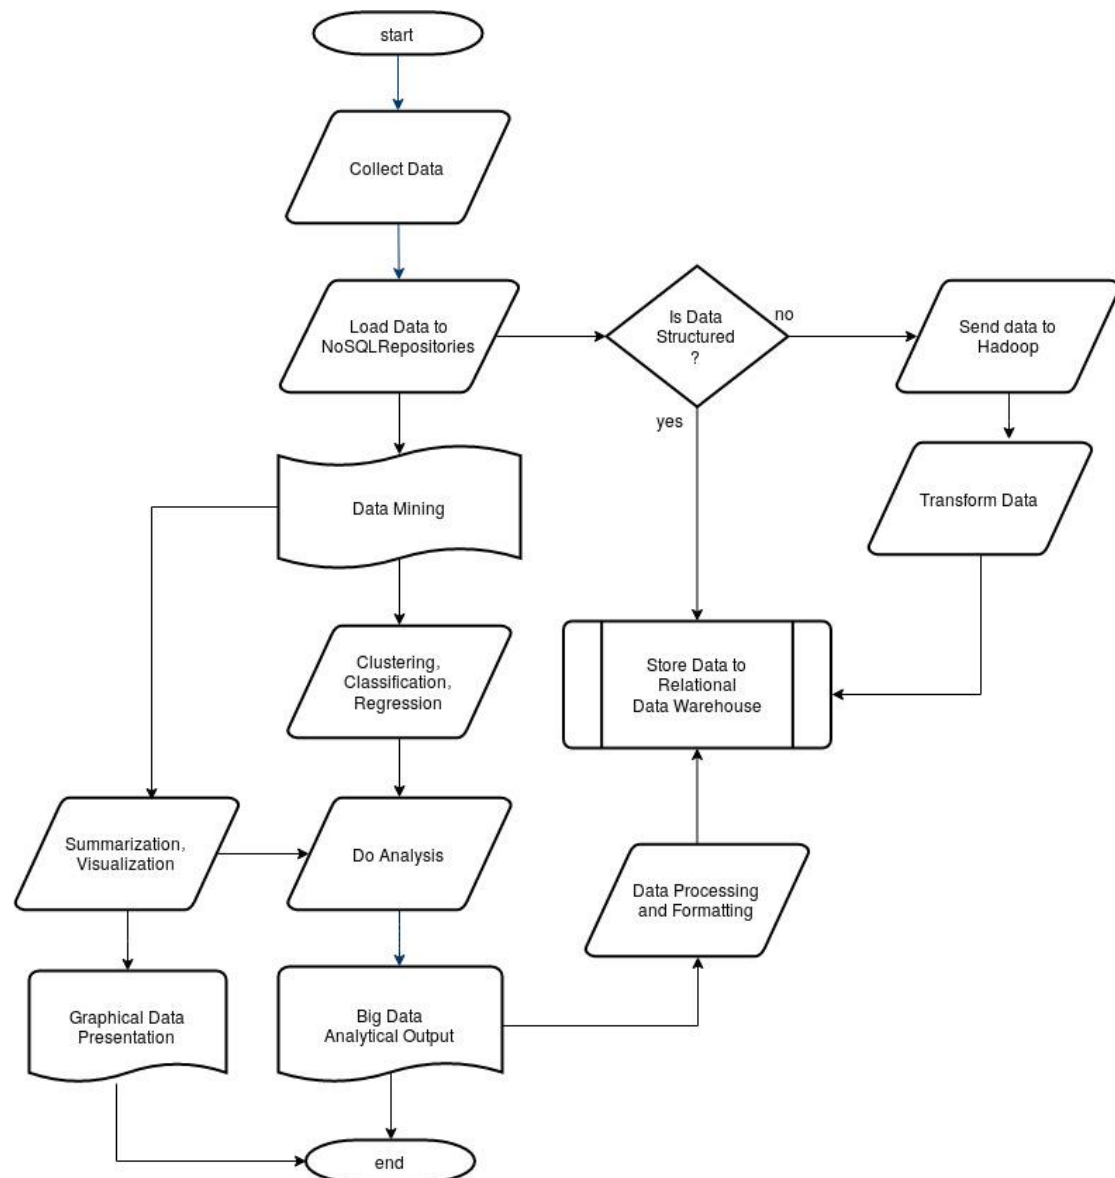 start
Collect Data
Load Data to
NoSQLRepositories
Is Data
Structured
?
no
yes
Send data to
Hadoop
Transform Data
Data Mining
Clustering,
Classification,
Regression
Store Data to
Relational
Data Warehouse
Summarization,
Visualization
Do Analysis
Data Processing
and Formatting
Graphical Data
Presentation
Big Data
Analytical Output
end